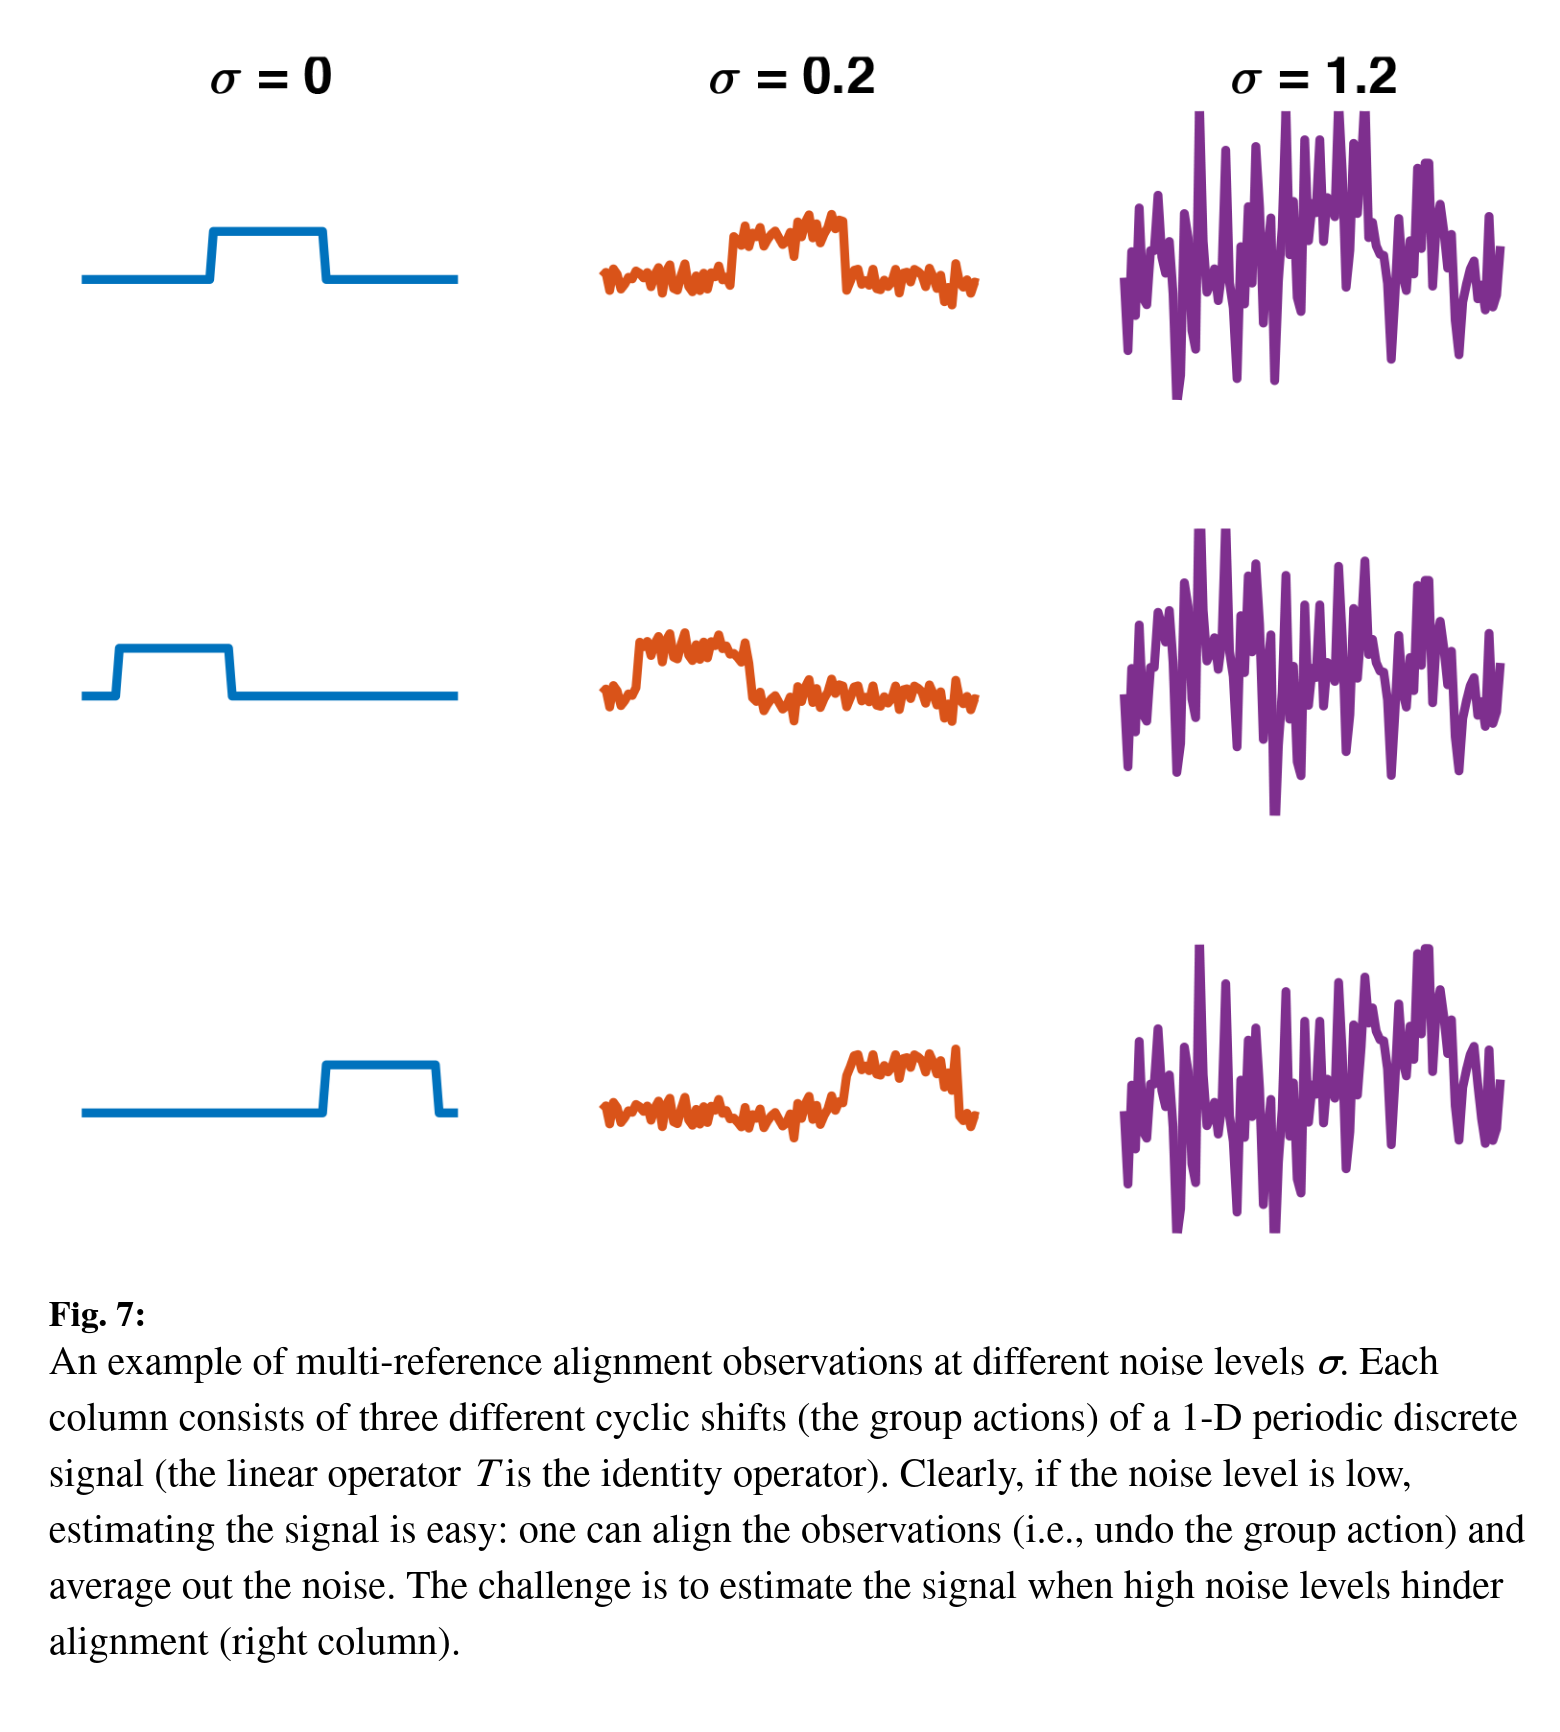 σ = 0
σ = 0.2
σ = 1.2
Fig. 7:
An example of multi-reference alignment observations at different noise levels σ. Each
column consists of three different cyclic shifts (the group actions) of a 1-D periodic discrete
signal (the linear operator T is the identity operator). Clearly, if the noise level is low,
estimating the signal is easy: one can align the observations (i.e., undo the group action) and
average out the noise. The challenge is to estimate the signal when high noise levels hinder
alignment (right column).